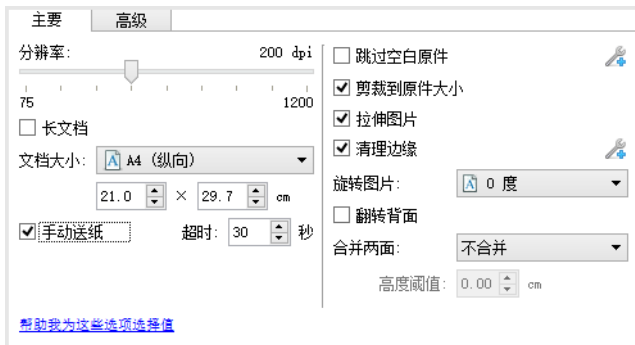 主要 高级
分辨率: 200 dpi
75 1200
长文档
文档大小: A4 (纵向)
21.0 × 29.7 cm
手动送纸 超时: 30 秒
帮助我为这些选项选择值
跳过空白原件
剪裁到原件大小
拉伸图片
清理边缘
旋转图片: 0 度
翻转背面
合并两面: 不合并
高度阈值: 0.00 cm